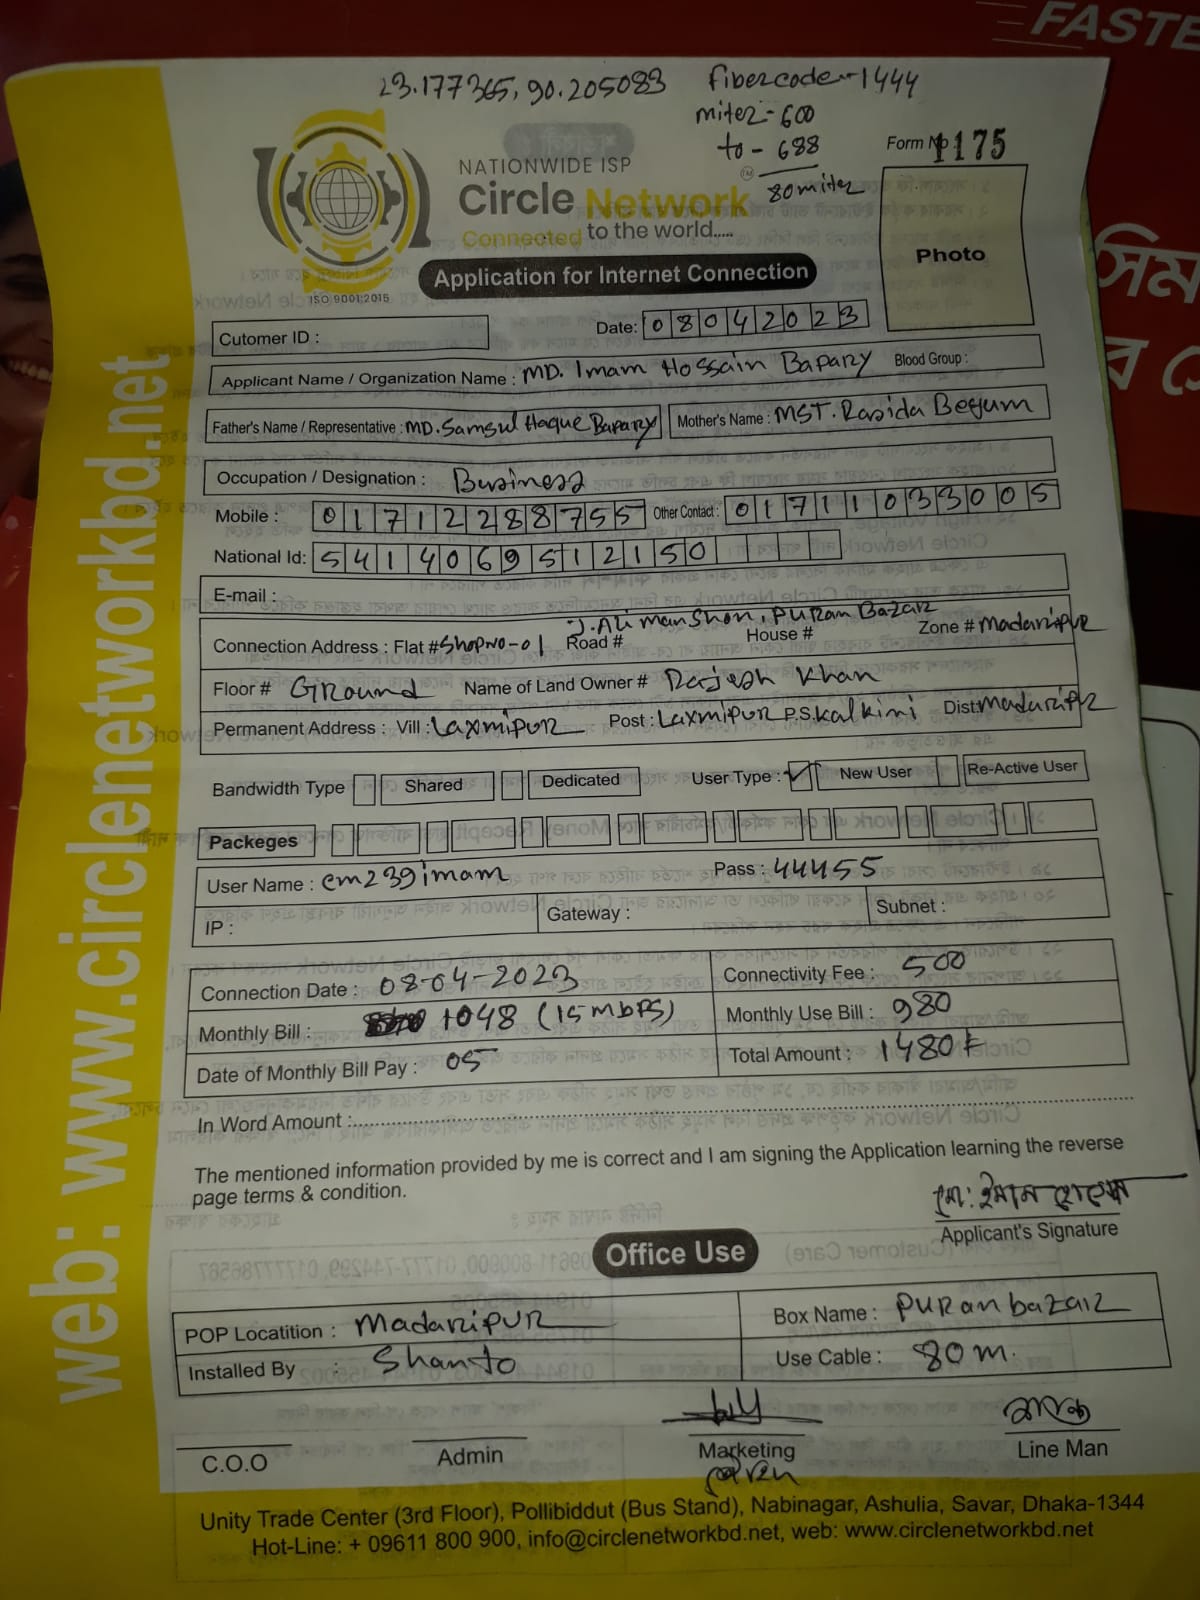 FASTE
23.177365, 90.205083 fibercode-1444
miter-600
to - 688
80miter
Form No 1175
NATIONWIDE ISP
Circle Network
Connected to the world.....
ISO 9001:2015
Application for Internet Connection
Photo
Cutomer ID :
Date: 08042023
Applicant Name / Organization Name : MD. Imam Hossain Bapary Blood Group :
Father's Name / Representative : MD. Samsul Haque Bapary Mother's Name : MST. Rasida Begum
Occupation / Designation : Business
Mobile : 01712288755 Other Contact : 01711033005
National Id: 5414069512150
E-mail :
J. Ali Manshon, Puran Bazar
Connection Address : Flat # Shop NO-01 Road # House # Zone # Madaripur
Floor # Ground Name of Land Owner # Rajesh Khan
Permanent Address : Vill : Laxmipur Post : Laxmipur P.S. Kalkini Dist: Madaripur
Bandwidth Type Shared Dedicated User Type : New User Re-Active User
Packeges
User Name : cm239imam Pass : 44455
IP : Gateway : Subnet :
Connection Date : 08-04-2023 Connectivity Fee : 500
Monthly Bill : 1048 (15 Mbps) Monthly Use Bill : 980
Date of Monthly Bill Pay : 05 Total Amount : 1480 ৳
In Word Amount :
The mentioned information provided by me is correct and I am signing the Application learning the reverse
page terms & condition.
মো: ইমাম হোসেন
Applicant's Signature
Office Use
POP Locatition : Madaripur Box Name : Puran bazar
Installed By : Shanto Use Cable : 80 m.
C.O.O Admin Marketing Line Man
Unity Trade Center (3rd Floor), Pollibiddut (Bus Stand), Nabinagar, Ashulia, Savar, Dhaka-1344
Hot-Line: + 09611 800 900, info@circlenetworkbd.net, web: www.circlenetworkbd.net
web: www.circlenetworkbd.net